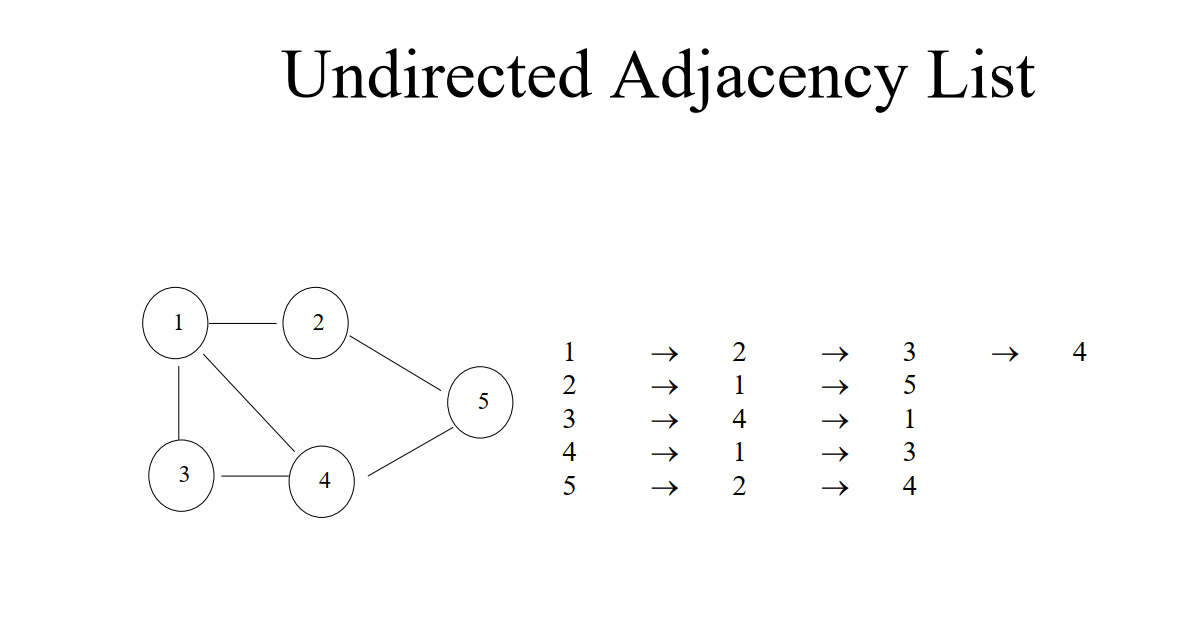 Undirected Adjacency List
1 2
5
3 4
1 → 2 → 3 → 4
2 → 1 → 5
3 → 4 → 1
4 → 1 → 3
5 → 2 → 4